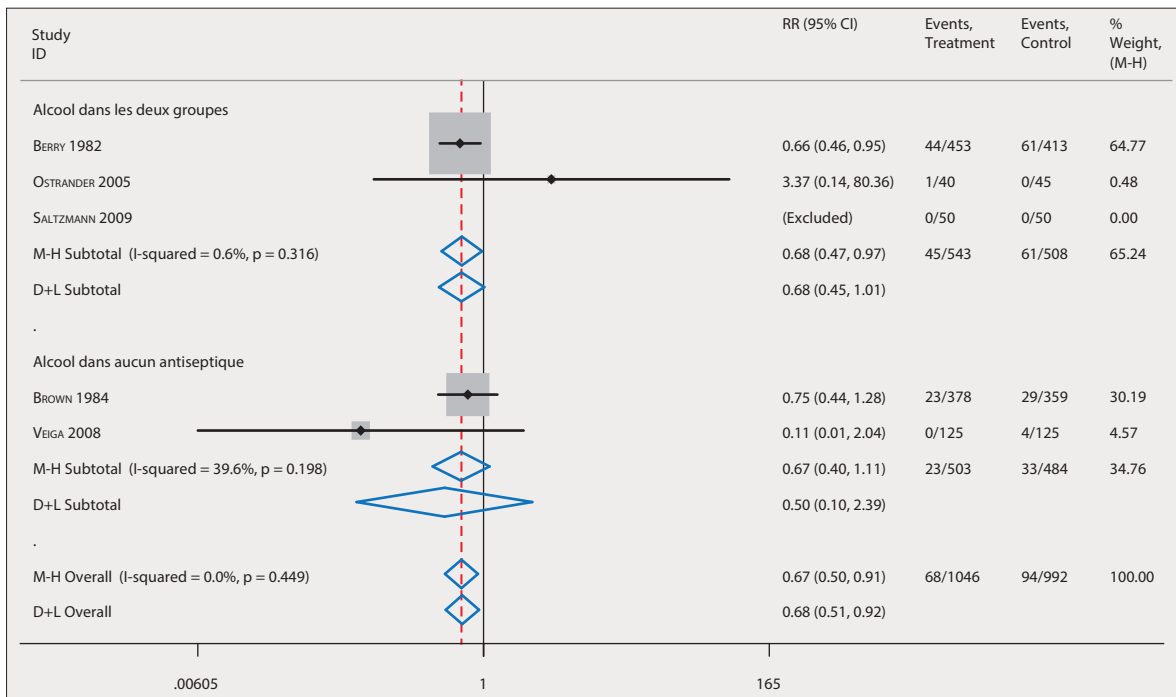 Study ID RR (95% CI) Events, Treatment Events, Control % Weight, (M-H)
Alcool dans les deux groupes
BERRY 1982 0.66 (0.46, 0.95) 44/453 61/413 64.77
OSTRANDER 2005 3.37 (0.14, 80.36) 1/40 0/45 0.48
SALTZMANN 2009 (Excluded) 0/50 0/50 0.00
M-H Subtotal (I-squared = 0.6%, p = 0.316) 0.68 (0.47, 0.97) 45/543 61/508 65.24
D+L Subtotal 0.68 (0.45, 1.01)
.
Alcool dans aucun antiseptique
BROWN 1984 0.75 (0.44, 1.28) 23/378 29/359 30.19
VEIGA 2008 0.11 (0.01, 2.04) 0/125 4/125 4.57
M-H Subtotal (I-squared = 39.6%, p = 0.198) 0.67 (0.40, 1.11) 23/503 33/484 34.76
D+L Subtotal 0.50 (0.10, 2.39)
.
M-H Overall (I-squared = 0.0%, p = 0.449) 0.67 (0.50, 0.91) 68/1046 94/992 100.00
D+L Overall 0.68 (0.51, 0.92)
.00605 1 165